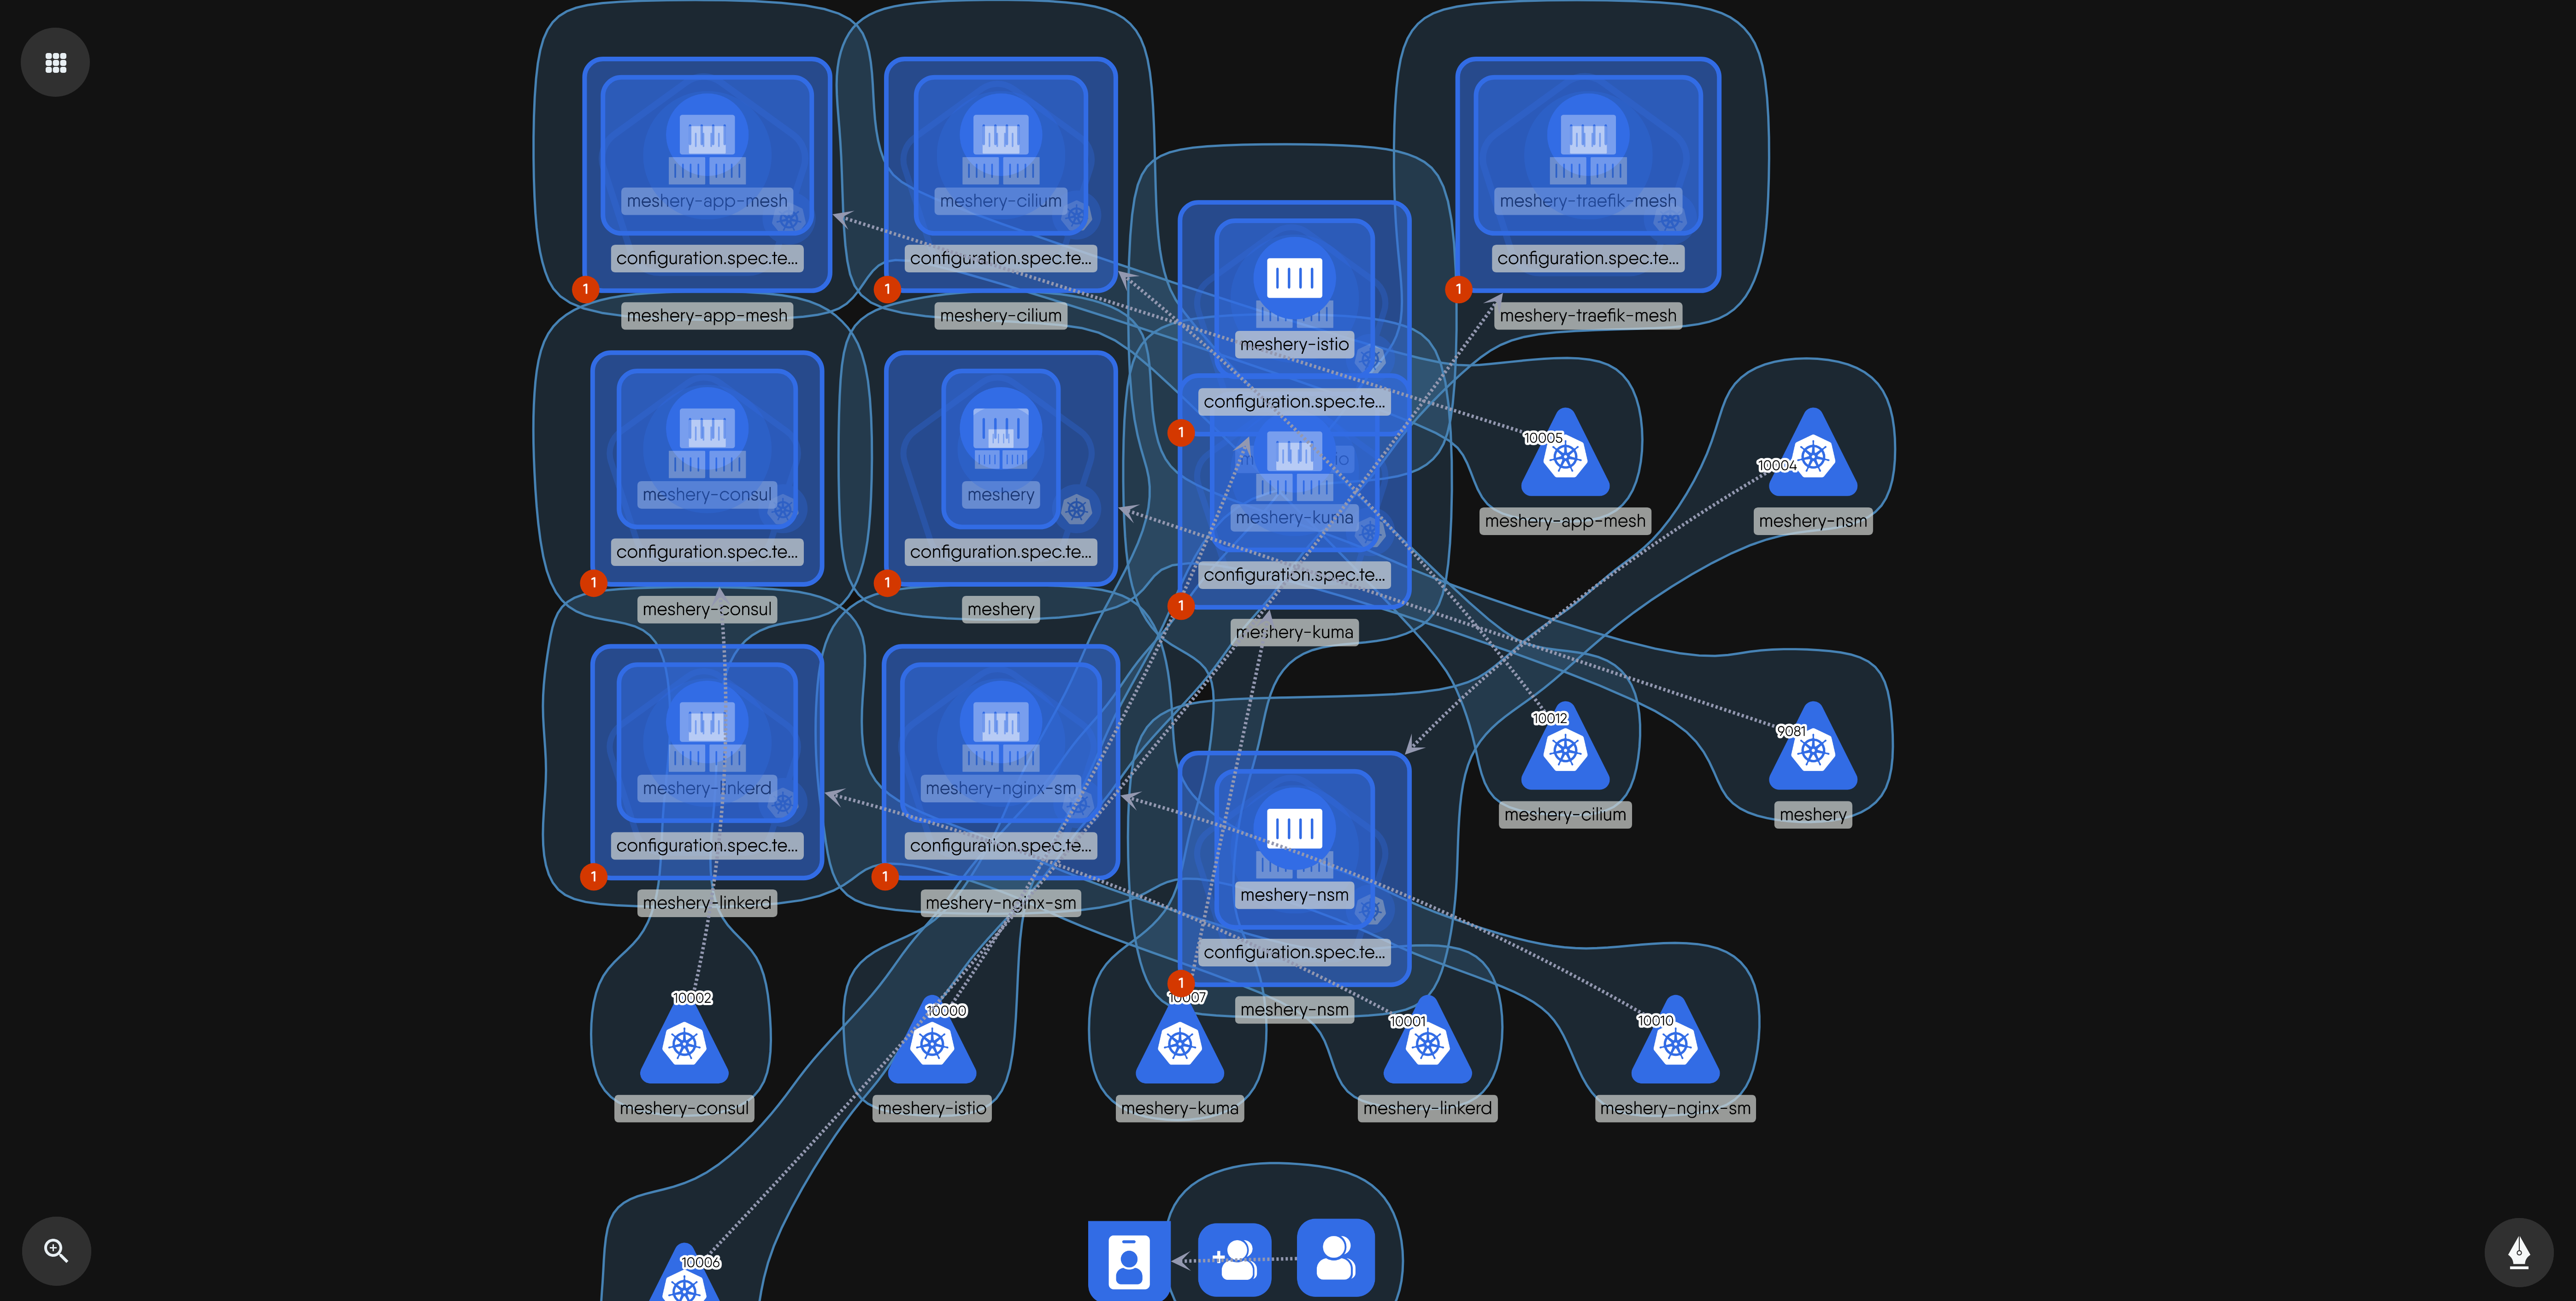 meshery-app-mesh
configuration.spec.te...
1
meshery-app-mesh
meshery-cilium
configuration.spec.te...
1
meshery-cilium
meshery-traefik-mesh
configuration.spec.te...
1
meshery-traefik-mesh
meshery-istio
configuration.spec.te...
1
meshery-consul
configuration.spec.te...
1
meshery-consul
meshery
configuration.spec.te...
1
meshery
meshery-kuma
configuration.spec.te...
1
meshery-kuma
10005
meshery-app-mesh
10004
meshery-nsm
meshery-linkerd
configuration.spec.te...
1
meshery-linkerd
meshery-nginx-sm
configuration.spec.te...
1
meshery-nginx-sm
10012
meshery-cilium
9081
meshery
meshery-nsm
configuration.spec.te...
1
meshery-nsm
10002
meshery-consul
10000
meshery-istio
10007
meshery-kuma
10001
meshery-linkerd
10010
meshery-nginx-sm
10006